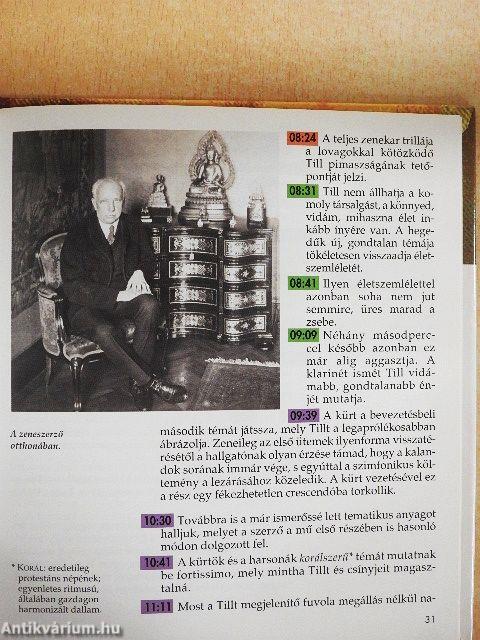 08:24 A teljes zenekar trillája
a lovagokkal kötözködő
Till pimaszságának tető-
pontját jelzi.
08:31 Till nem állhatja a ko-
moly társalgást, a könnyed,
vidám, mihaszna élet in-
kább ínyére van. A hege-
dűk új, gondtalan témája
tökéletesen visszaadja élet-
szemléletét.
08:41 Ilyen életszemlélettel
azonban soha nem jut
semmire, üres marad a
zsebe.
09:09 Néhány másodperc-
cel később azonban ez
már alig aggasztja. A
klarinét ismét Till vidá-
mabb, gondtalanabb én-
jét mutatja.
09:39 A kürt a bevezetésbeli
második témát játssza, mely Tillt a legaprólékosabban
ábrázolja. Zeneileg az első ütemek ilyenforma visszaté-
résétől a hallgatónak olyan érzése támad, hogy a kalan-
dok sorának immár vége, s egyúttal a szimfonikus köl-
temény a lezárásához közeledik. A kürt vezetésével ez
a rész egy fékezhetetlen crescendóba torkollik.
10:30 Továbbra is a már ismerőssé lett tematikus anyagot
halljuk, melyet a szerző a mű első részében is hasonló
módon dolgozott fel.
10:41 A kürtök és a harsonák korálszerű* témát mutatnak
be fortissimo, mely mintha Tillt és csínyjeit magasz-
talná.
11:11 Most a Tillt megjelenítő fuvola megállás nélkül na-
A zeneszerző
otthonában.
* KORÁL: eredetileg
protestáns népének;
egyenletes ritmusú,
általában gazdagon
harmonizált dallam.
31
Antikvárium.hu